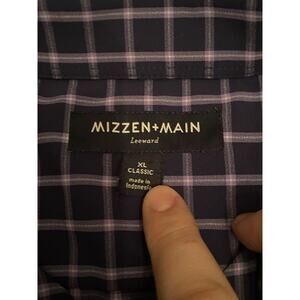 MIZZEN+MAIN
Leeward
XL
CLASSIC
made in
Indonesia